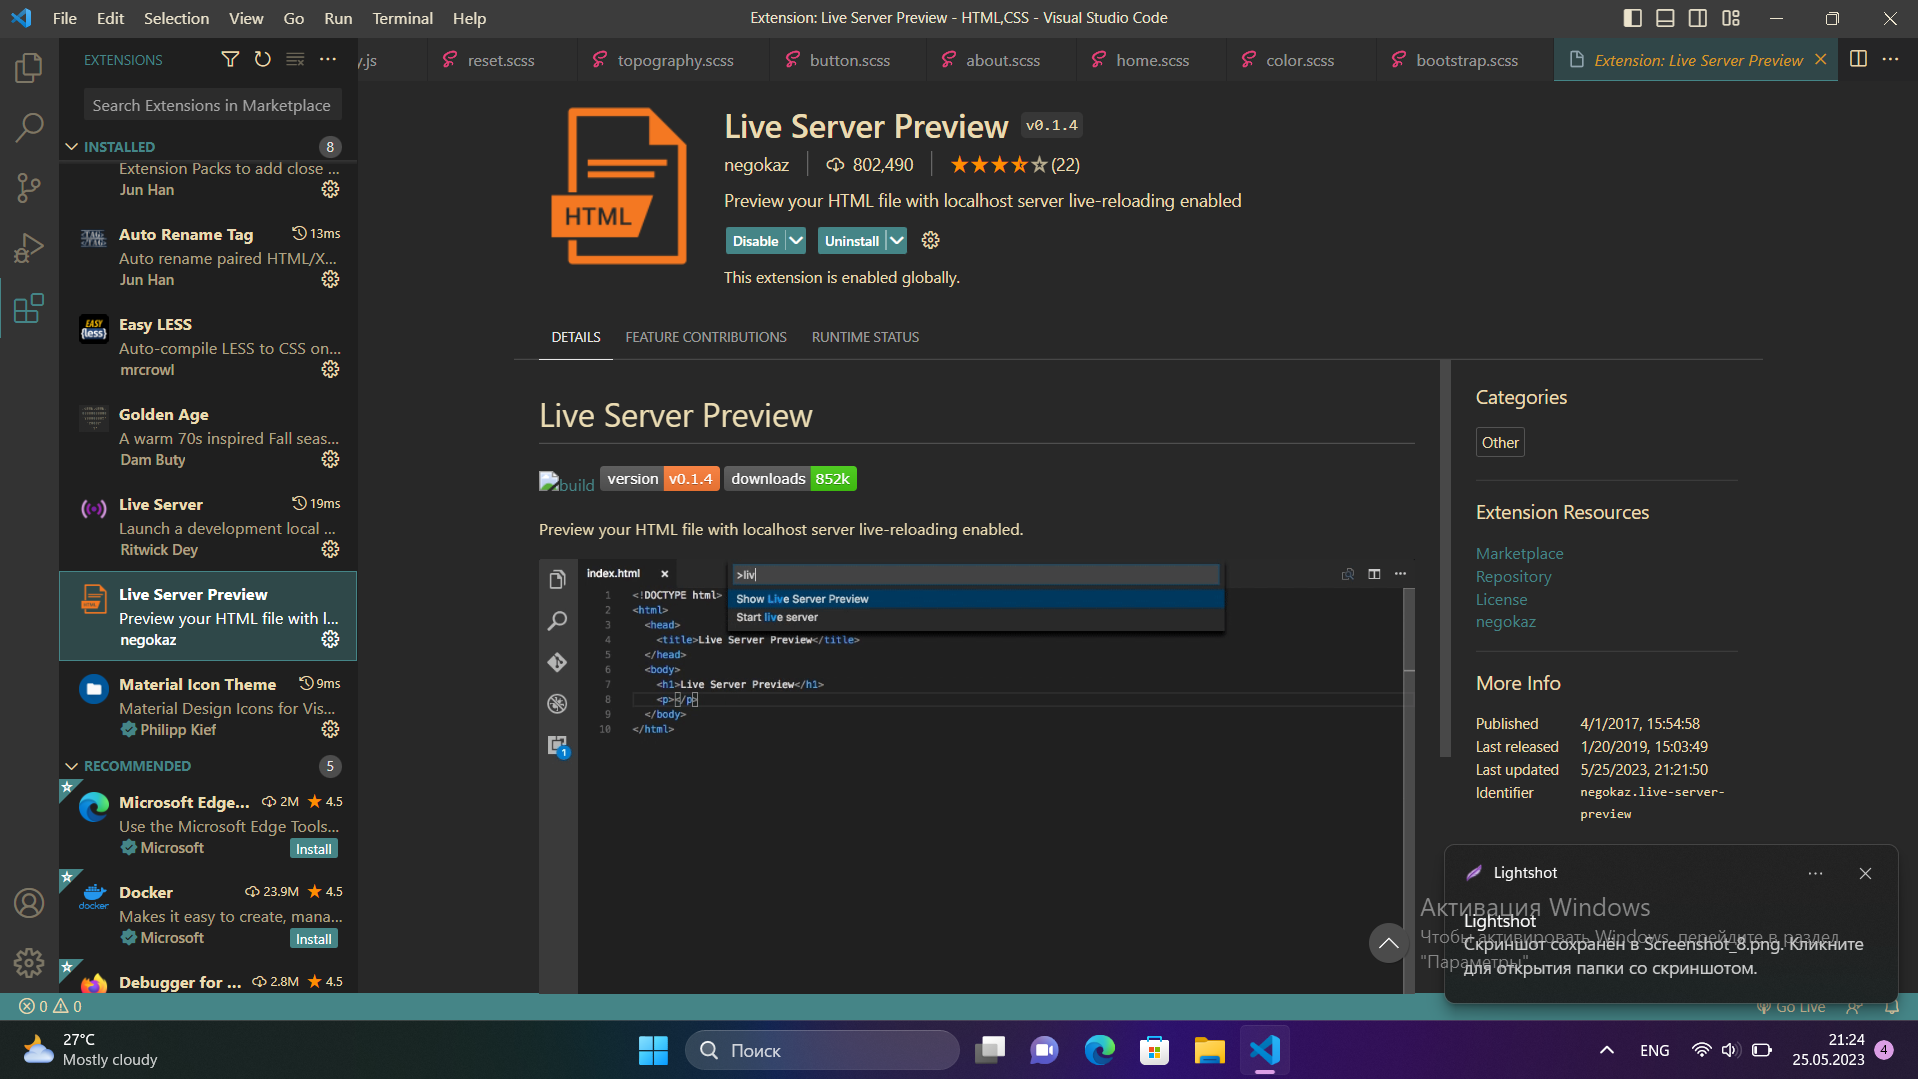 File Edit Selection View Go Run Terminal Help
Extension: Live Server Preview - HTML,CSS - Visual Studio Code
EXTENSIONS
Search Extensions in Marketplace
INSTALLED 8
Extension Packs to add close ...
Jun Han
Auto Rename Tag 13ms
Auto rename paired HTML/X...
Jun Han
Easy LESS
Auto-compile LESS to CSS on...
mrcrowl
Golden Age
A warm 70s inspired Fall seas...
Dam Buty
Live Server 19ms
Launch a development local ...
Ritwick Dey
Live Server Preview
Preview your HTML file with l...
negokaz
Material Icon Theme 9ms
Material Design Icons for Vis...
Philipp Kief
RECOMMENDED 5
Microsoft Edge... 2M 4.5
Use the Microsoft Edge Tools...
Microsoft Install
Docker 23.9M 4.5
Makes it easy to create, mana...
Microsoft Install
Debugger for ... 2.8M 4.5
y.js reset.scss topography.scss button.scss about.scss home.scss color.scss bootstrap.scss Extension: Live Server Preview
HTML
Live Server Preview v0.1.4
negokaz 802,490 (22)
Preview your HTML file with localhost server live-reloading enabled
Disable Uninstall
This extension is enabled globally.
DETAILS FEATURE CONTRIBUTIONS RUNTIME STATUS
Live Server Preview
build version v0.1.4 downloads 852k
Preview your HTML file with localhost server live-reloading enabled.
index.html
>liv
Show Live Server Preview
Start live server
1 <!DOCTYPE html>
2 <html>
3 <head>
4 <title>Live Server Preview</title>
5 </head>
6 <body>
7 <h1>Live Server Preview</h1>
8 <p></p>
9 </body>
10 </html>
1
Categories
Other
Extension Resources
Marketplace
Repository
License
negokaz
More Info
Published 4/1/2017, 15:54:58
Last released 1/20/2019, 15:03:49
Last updated 5/25/2023, 21:21:50
Identifier negokaz.live-server-
preview
Lightshot
Активация Windows
Чтобы активировать Windows, перейдите в раздел
"Параметры"
Lightshot
Скриншот сохранён в Screenshot_8.png. Кликните
для открытия папки со скриншотом.
0 0
Go Live
27°C
Mostly cloudy
Поиск
docker
EASY
{less}
ENG
21:24
25.05.2023
4